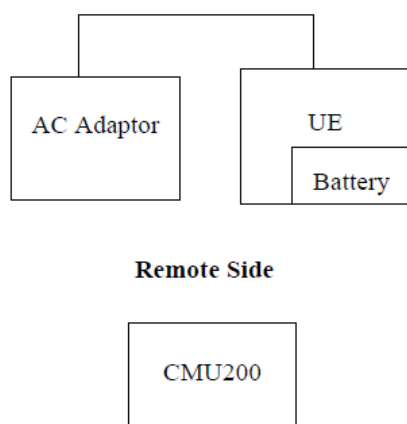 AC Adaptor
UE
Battery
Remote Side
CMU200